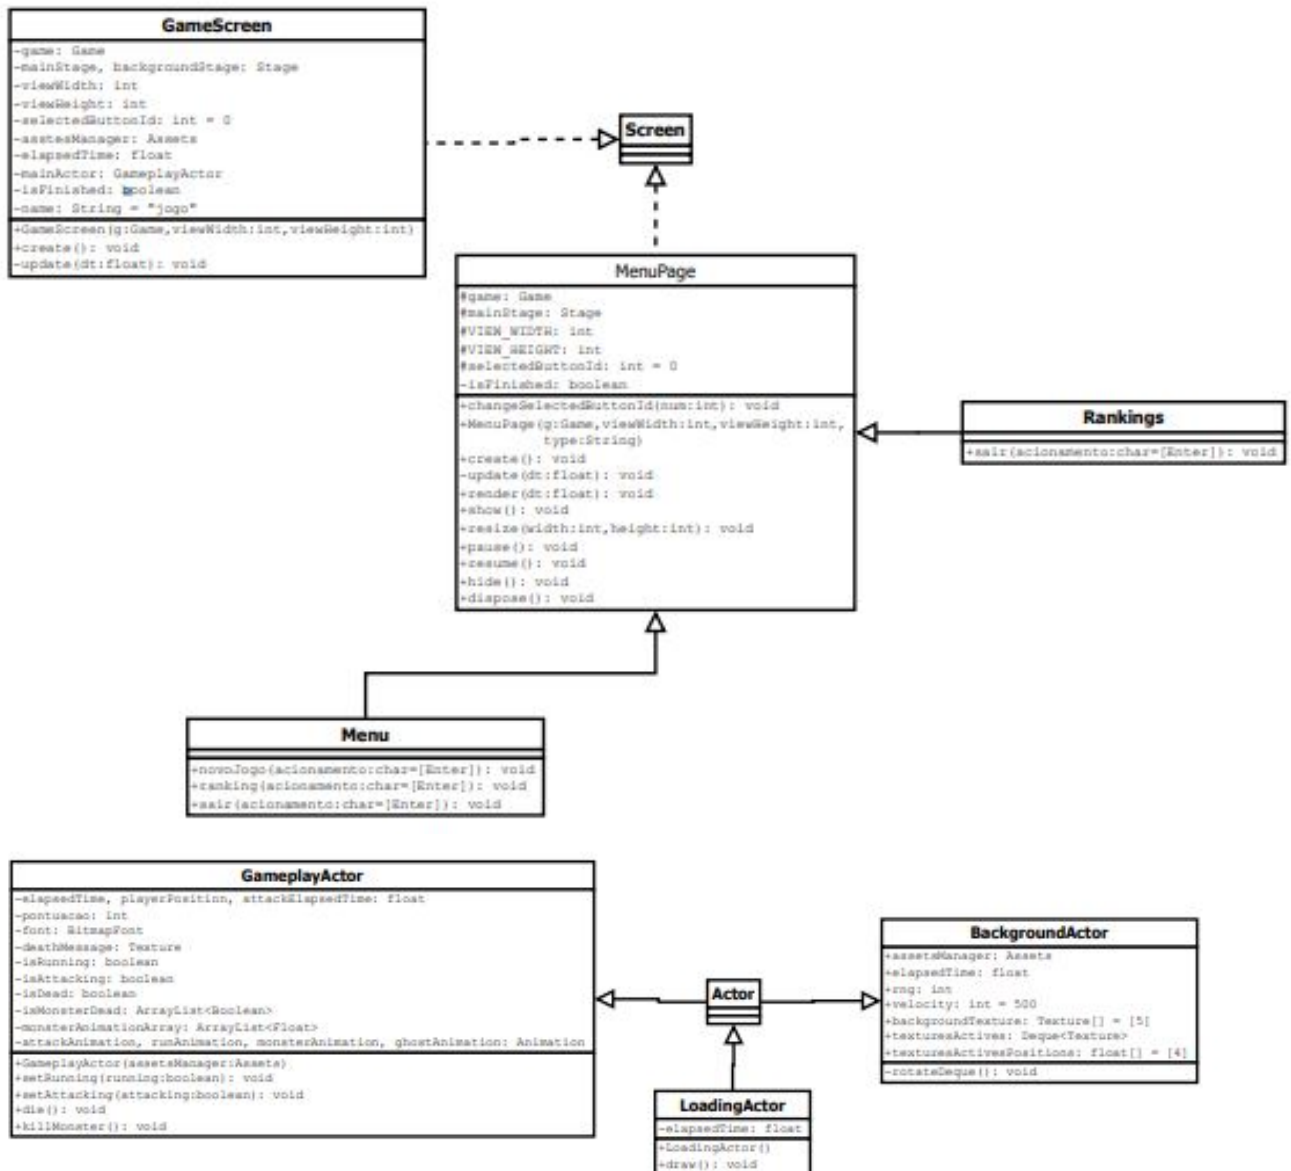 GameScreen
-game: Game
-mainStage, backgroundStage: Stage
-viewWidth: int
-viewHeight: int
-selectedButtonId: int = 0
-asstesManager: Assets
-elapsedTime: float
-mainActor: GameplayActor
-isFinished: boolean
-name: String = "jogo"
+GameScreen(g:Game,viewWidth:int,viewHeight:int)
+create(): void
-update(dt:float): void
Screen
MenuPage
#game: Game
#mainStage: Stage
#VIEW_WIDTH: int
#VIEW_HEIGHT: int
#selectedButtonId: int = 0
-isFinished: boolean
+changeSelectedButtonId(num:int): void
+MenuPage(g:Game,viewWidth:int,viewHeight:int,
type:String)
+create(): void
-update(dt:float): void
+render(dt:float): void
+show(): void
+resize(width:int,height:int): void
+pause(): void
+resume(): void
+hide(): void
+dispose(): void
Rankings
+sair(acionamento:char=[Enter]): void
Menu
+novoJogo(acionamento:char=[Enter]): void
+ranking(acionamento:char=[Enter]): void
+sair(acionamento:char=]Enter]): void
GameplayActor
-elapsedTime, playerPosition, attackElapsedTime: float
-pontuacao: int
-font: BitmapFont
-deathMessage: Texture
-isRunning: boolean
-isAttacking: boolean
-isDead: boolean
-isMonsterDead: ArrayList<Boolean>
-monsterAnimationArray: ArrayList<Float>
-attackAnimation, runAnimation, monsterAnimation, ghostAnimation: Animation
+GameplayActor(assetsManager:Assets)
+setRunning(running:boolean): void
+setAttacking(attacking:boolean): void
+die(): void
+killMonster(): void
Actor
BackgroundActor
+assetsManager: Assets
+elapsedTime: float
+rng: int
+velocity: int = 500
+backgroundTexture: Texture[] = [5]
+texturesActives: Deque<Texture>
+texturesActivesPositions: float[] = [4]
-rotateDeque(): void
LoadingActor
-elapsedTime: float
+LoadingActor()
+draw(): void